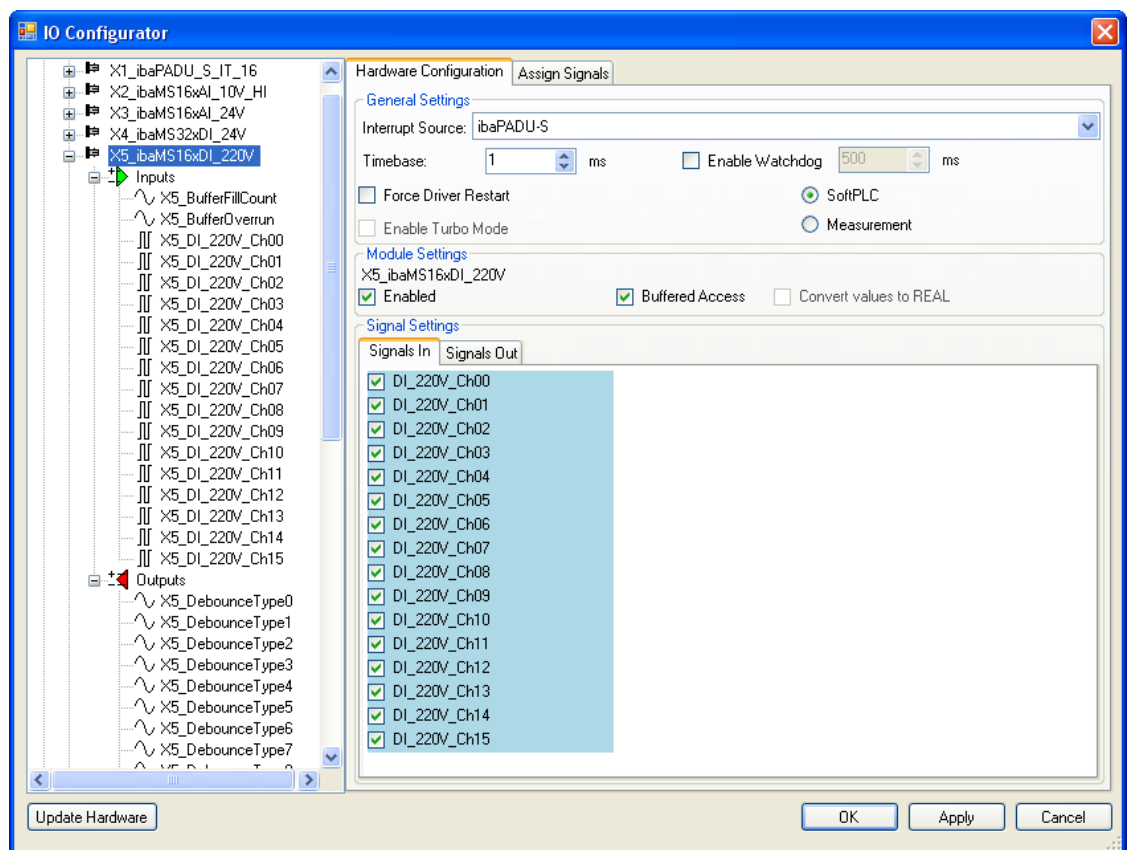 IO Configurator
X1_ibaPADU_S_IT_16
X2_ibaMS16xAI_10V_HI
X3_ibaMS16xAI_24V
X4_ibaMS32xDI_24V
X5_ibaMS16xDI_220V
Inputs
X5_BufferFillCount
X5_BufferOverrun
X5_DI_220V_Ch00
X5_DI_220V_Ch01
X5_DI_220V_Ch02
X5_DI_220V_Ch03
X5_DI_220V_Ch04
X5_DI_220V_Ch05
X5_DI_220V_Ch06
X5_DI_220V_Ch07
X5_DI_220V_Ch08
X5_DI_220V_Ch09
X5_DI_220V_Ch10
X5_DI_220V_Ch11
X5_DI_220V_Ch12
X5_DI_220V_Ch13
X5_DI_220V_Ch14
X5_DI_220V_Ch15
Outputs
X5_DebounceType0
X5_DebounceType1
X5_DebounceType2
X5_DebounceType3
X5_DebounceType4
X5_DebounceType5
X5_DebounceType6
X5_DebounceType7
Hardware Configuration Assign Signals
General Settings
Interrupt Source: ibaPADU-S
Timebase: 1 ms Enable Watchdog 500 ms
Force Driver Restart SoftPLC
Enable Turbo Mode Measurement
Module Settings
X5_ibaMS16xDI_220V
Enabled Buffered Access Convert values to REAL
Signal Settings
Signals In Signals Out
DI_220V_Ch00
DI_220V_Ch01
DI_220V_Ch02
DI_220V_Ch03
DI_220V_Ch04
DI_220V_Ch05
DI_220V_Ch06
DI_220V_Ch07
DI_220V_Ch08
DI_220V_Ch09
DI_220V_Ch10
DI_220V_Ch11
DI_220V_Ch12
DI_220V_Ch13
DI_220V_Ch14
DI_220V_Ch15
Update Hardware OK Apply Cancel